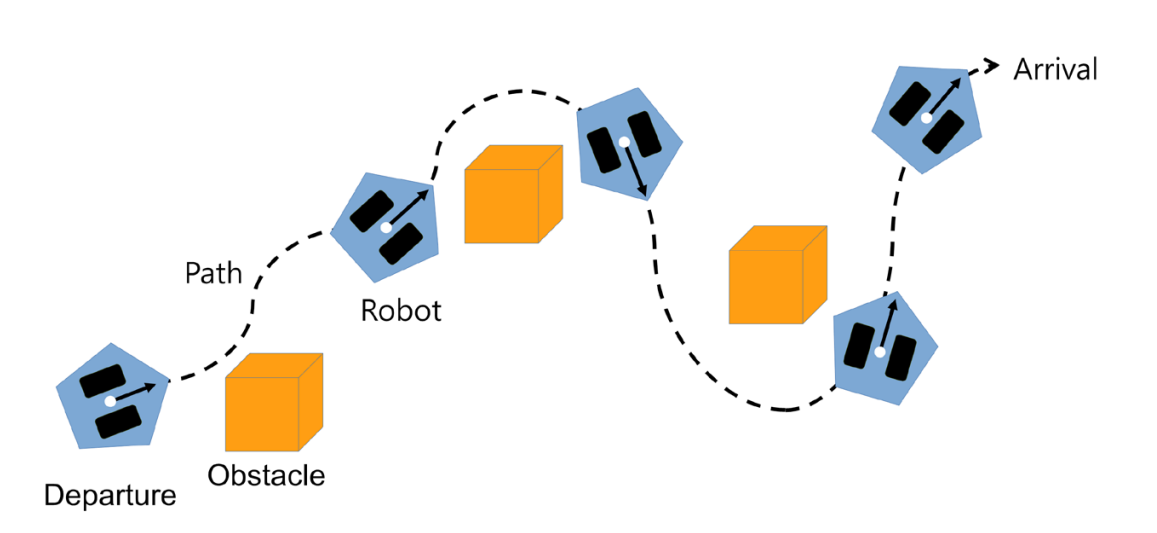 Arrival
Path
Robot
Obstacle
Departure